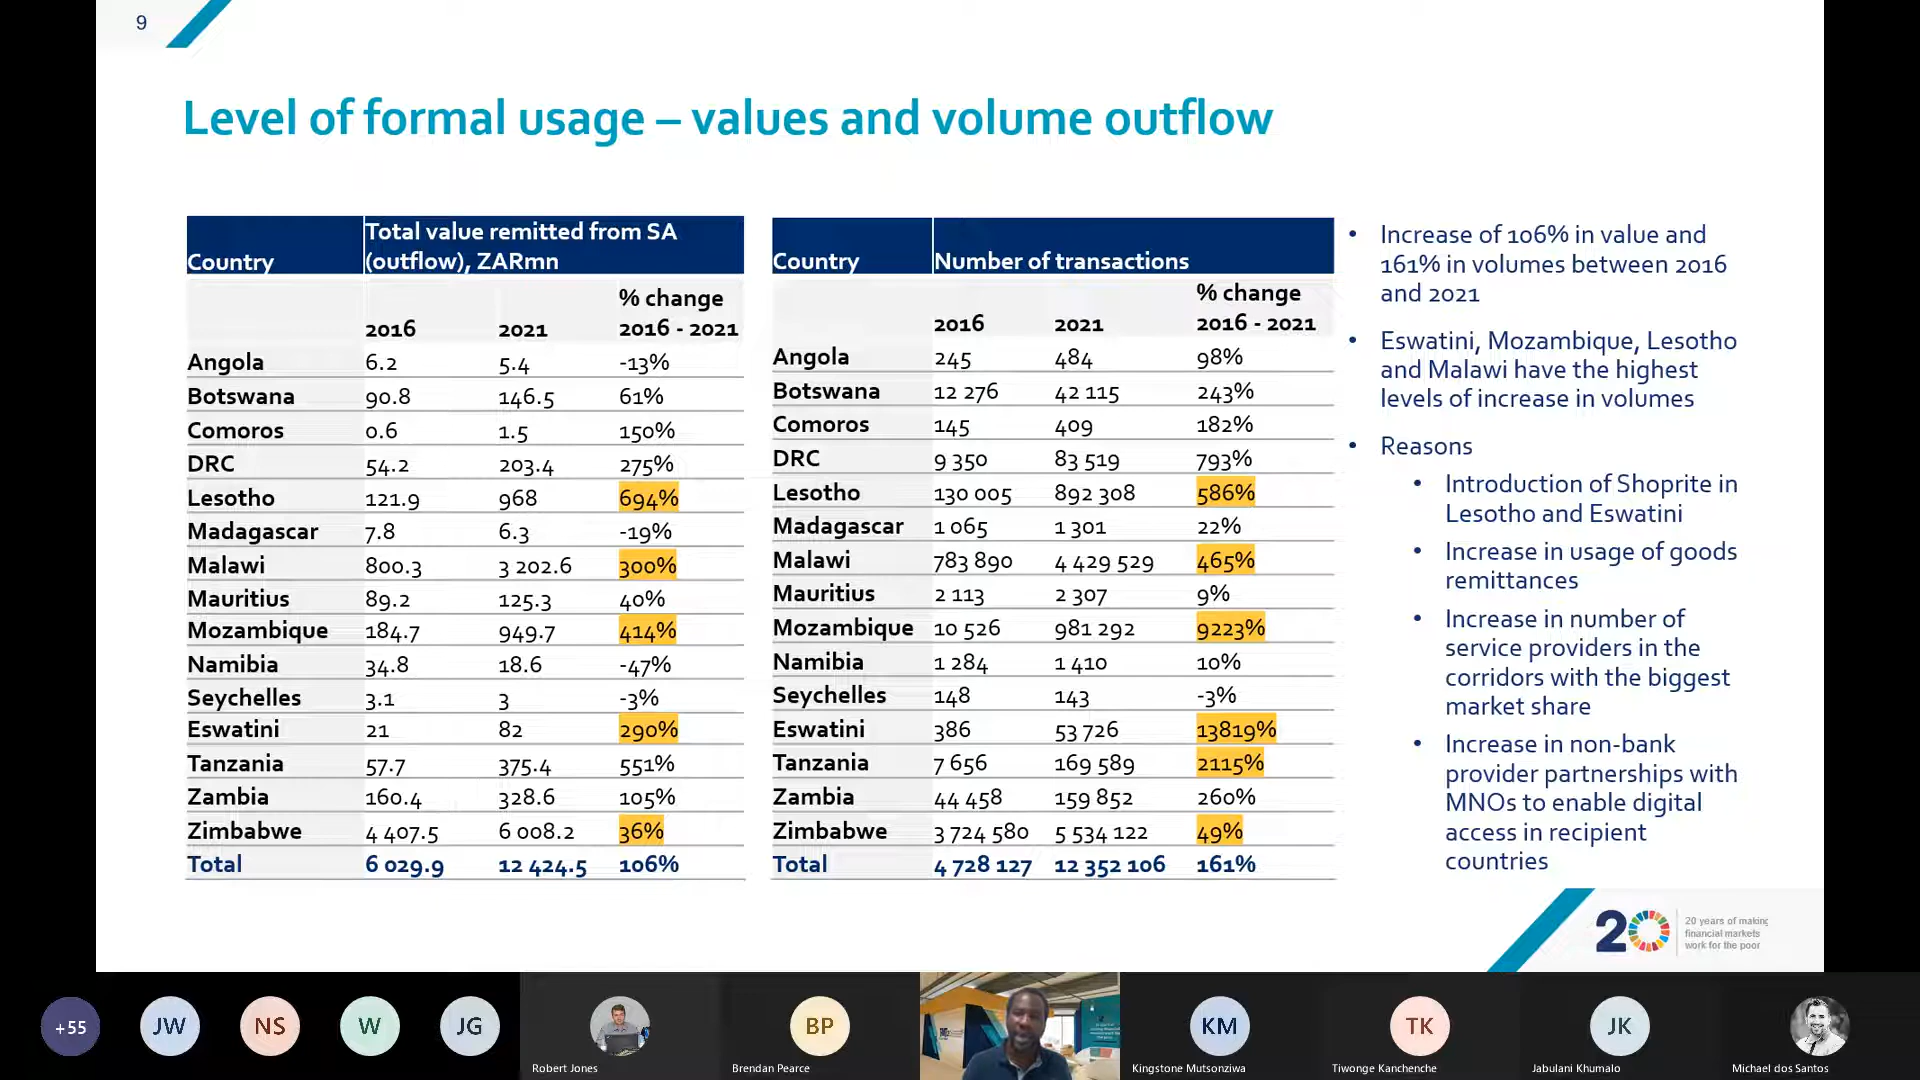 9
Level of formal usage – values and volume outflow
Country Total value remitted from SA (outflow), ZARmn
2016 2021 % change 2016 - 2021
Angola 6.2 5.4 -13%
Botswana 90.8 146.5 61%
Comoros 0.6 1.5 150%
DRC 54.2 203.4 275%
Lesotho 121.9 968 694%
Madagascar 7.8 6.3 -19%
Malawi 800.3 3 202.6 300%
Mauritius 89.2 125.3 40%
Mozambique 184.7 949.7 414%
Namibia 34.8 18.6 -47%
Seychelles 3.1 3 -3%
Eswatini 21 82 290%
Tanzania 57.7 375.4 551%
Zambia 160.4 328.6 105%
Zimbabwe 4 407.5 6 008.2 36%
Total 6 029.9 12 424.5 106%
Country Number of transactions
2016 2021 % change 2016 - 2021
Angola 245 484 98%
Botswana 12 276 42 115 243%
Comoros 145 409 182%
DRC 9 350 83 519 793%
Lesotho 130 005 892 308 586%
Madagascar 1 065 1 301 22%
Malawi 783 890 4 429 529 465%
Mauritius 2 113 2 307 9%
Mozambique 10 526 981 292 9223%
Namibia 1 284 1 410 10%
Seychelles 148 143 -3%
Eswatini 386 53 726 13819%
Tanzania 7 656 169 589 2115%
Zambia 44 458 159 852 260%
Zimbabwe 3 724 580 5 534 122 49%
Total 4 728 127 12 352 106 161%
• Increase of 106% in value and
161% in volumes between 2016
and 2021
• Eswatini, Mozambique, Lesotho
and Malawi have the highest
levels of increase in volumes
• Reasons
• Introduction of Shoprite in
Lesotho and Eswatini
• Increase in usage of goods
remittances
• Increase in number of
service providers in the
corridors with the biggest
market share
• Increase in non-bank
provider partnerships with
MNOs to enable digital
access in recipient
countries
20
20 years of making
financial markets
work for the poor
+55 JW NS W JG BP KM TK JK
Robert Jones
Brendan Pearce
Kingstone Mutsonziwa
Tiwonge Kanchenche
Jabulani Khumalo
Michael dos Santos